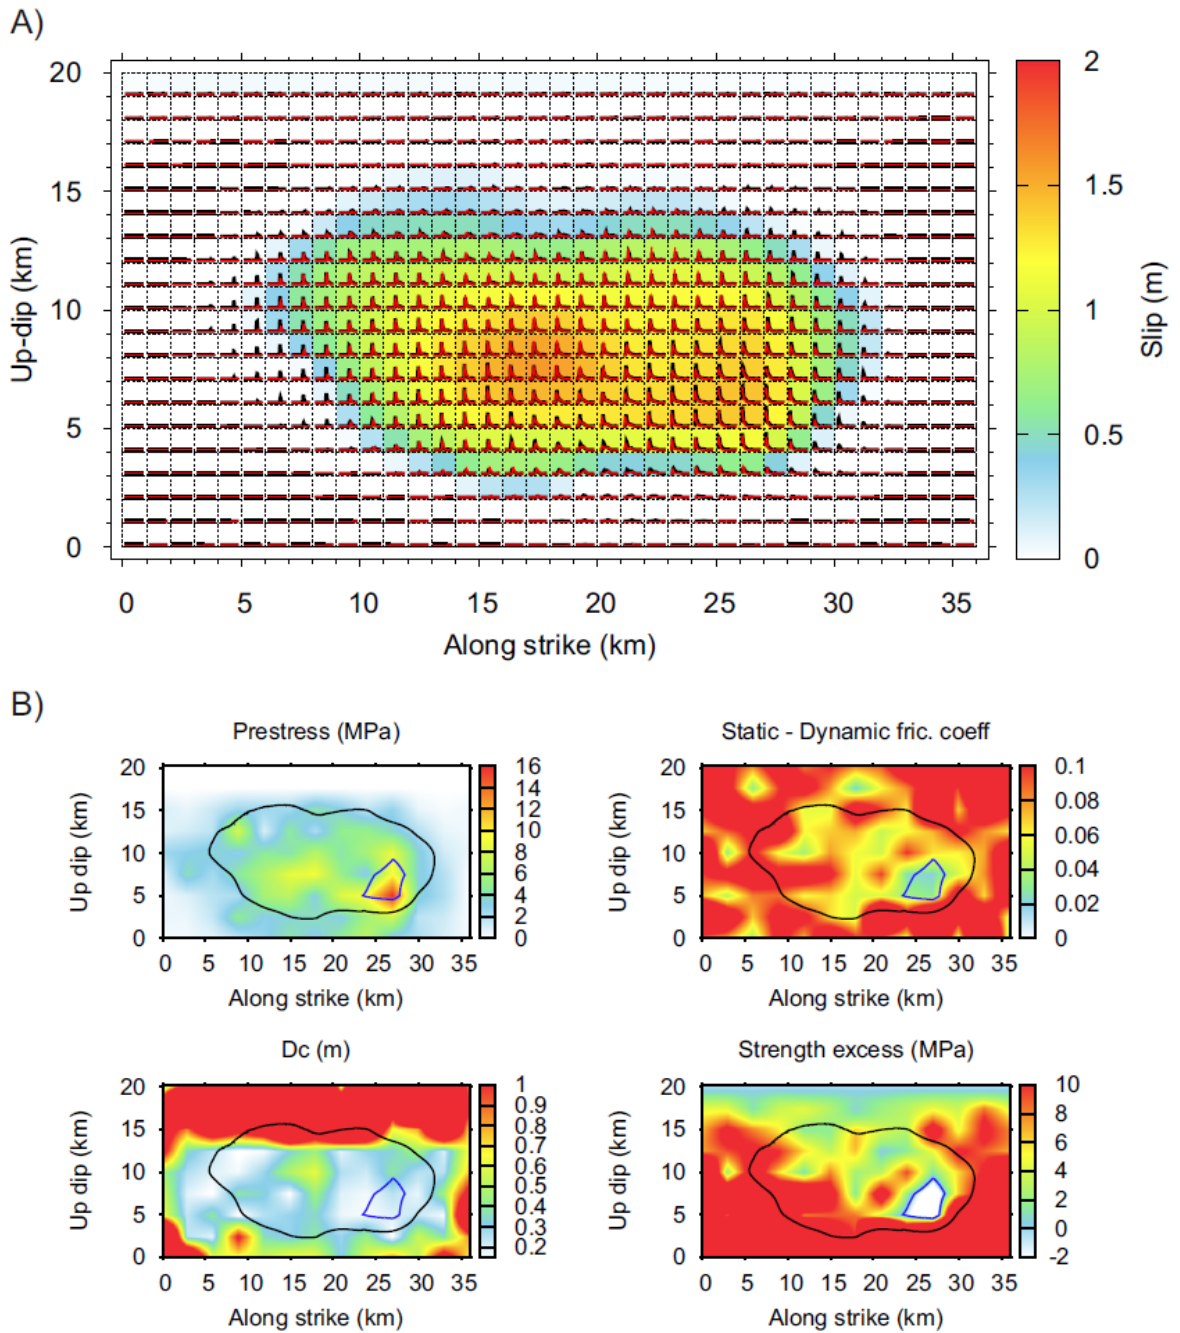 A)
20
15
10
5
0
Up-dip (km)
0 5 10 15 20 25 30 35
Along strike (km)
2
1.5
1
0.5
0
Slip (m)
B)
Prestress (MPa)
20
15
10
5
0
Up dip (km)
0 5 10 15 20 25 30 35
Along strike (km)
16
14
12
10
8
6
4
2
0
Static - Dynamic fric. coeff
20
15
10
5
0
Up dip (km)
0 5 10 15 20 25 30 35
Along strike (km)
0.1
0.08
0.06
0.04
0.02
0
Dc (m)
20
15
10
5
0
Up dip (km)
0 5 10 15 20 25 30 35
Along strike (km)
1
0.9
0.8
0.7
0.6
0.5
0.4
0.3
0.2
Strength excess (MPa)
20
15
10
5
0
Up dip (km)
0 5 10 15 20 25 30 35
Along strike (km)
10
8
6
4
2
0
-2